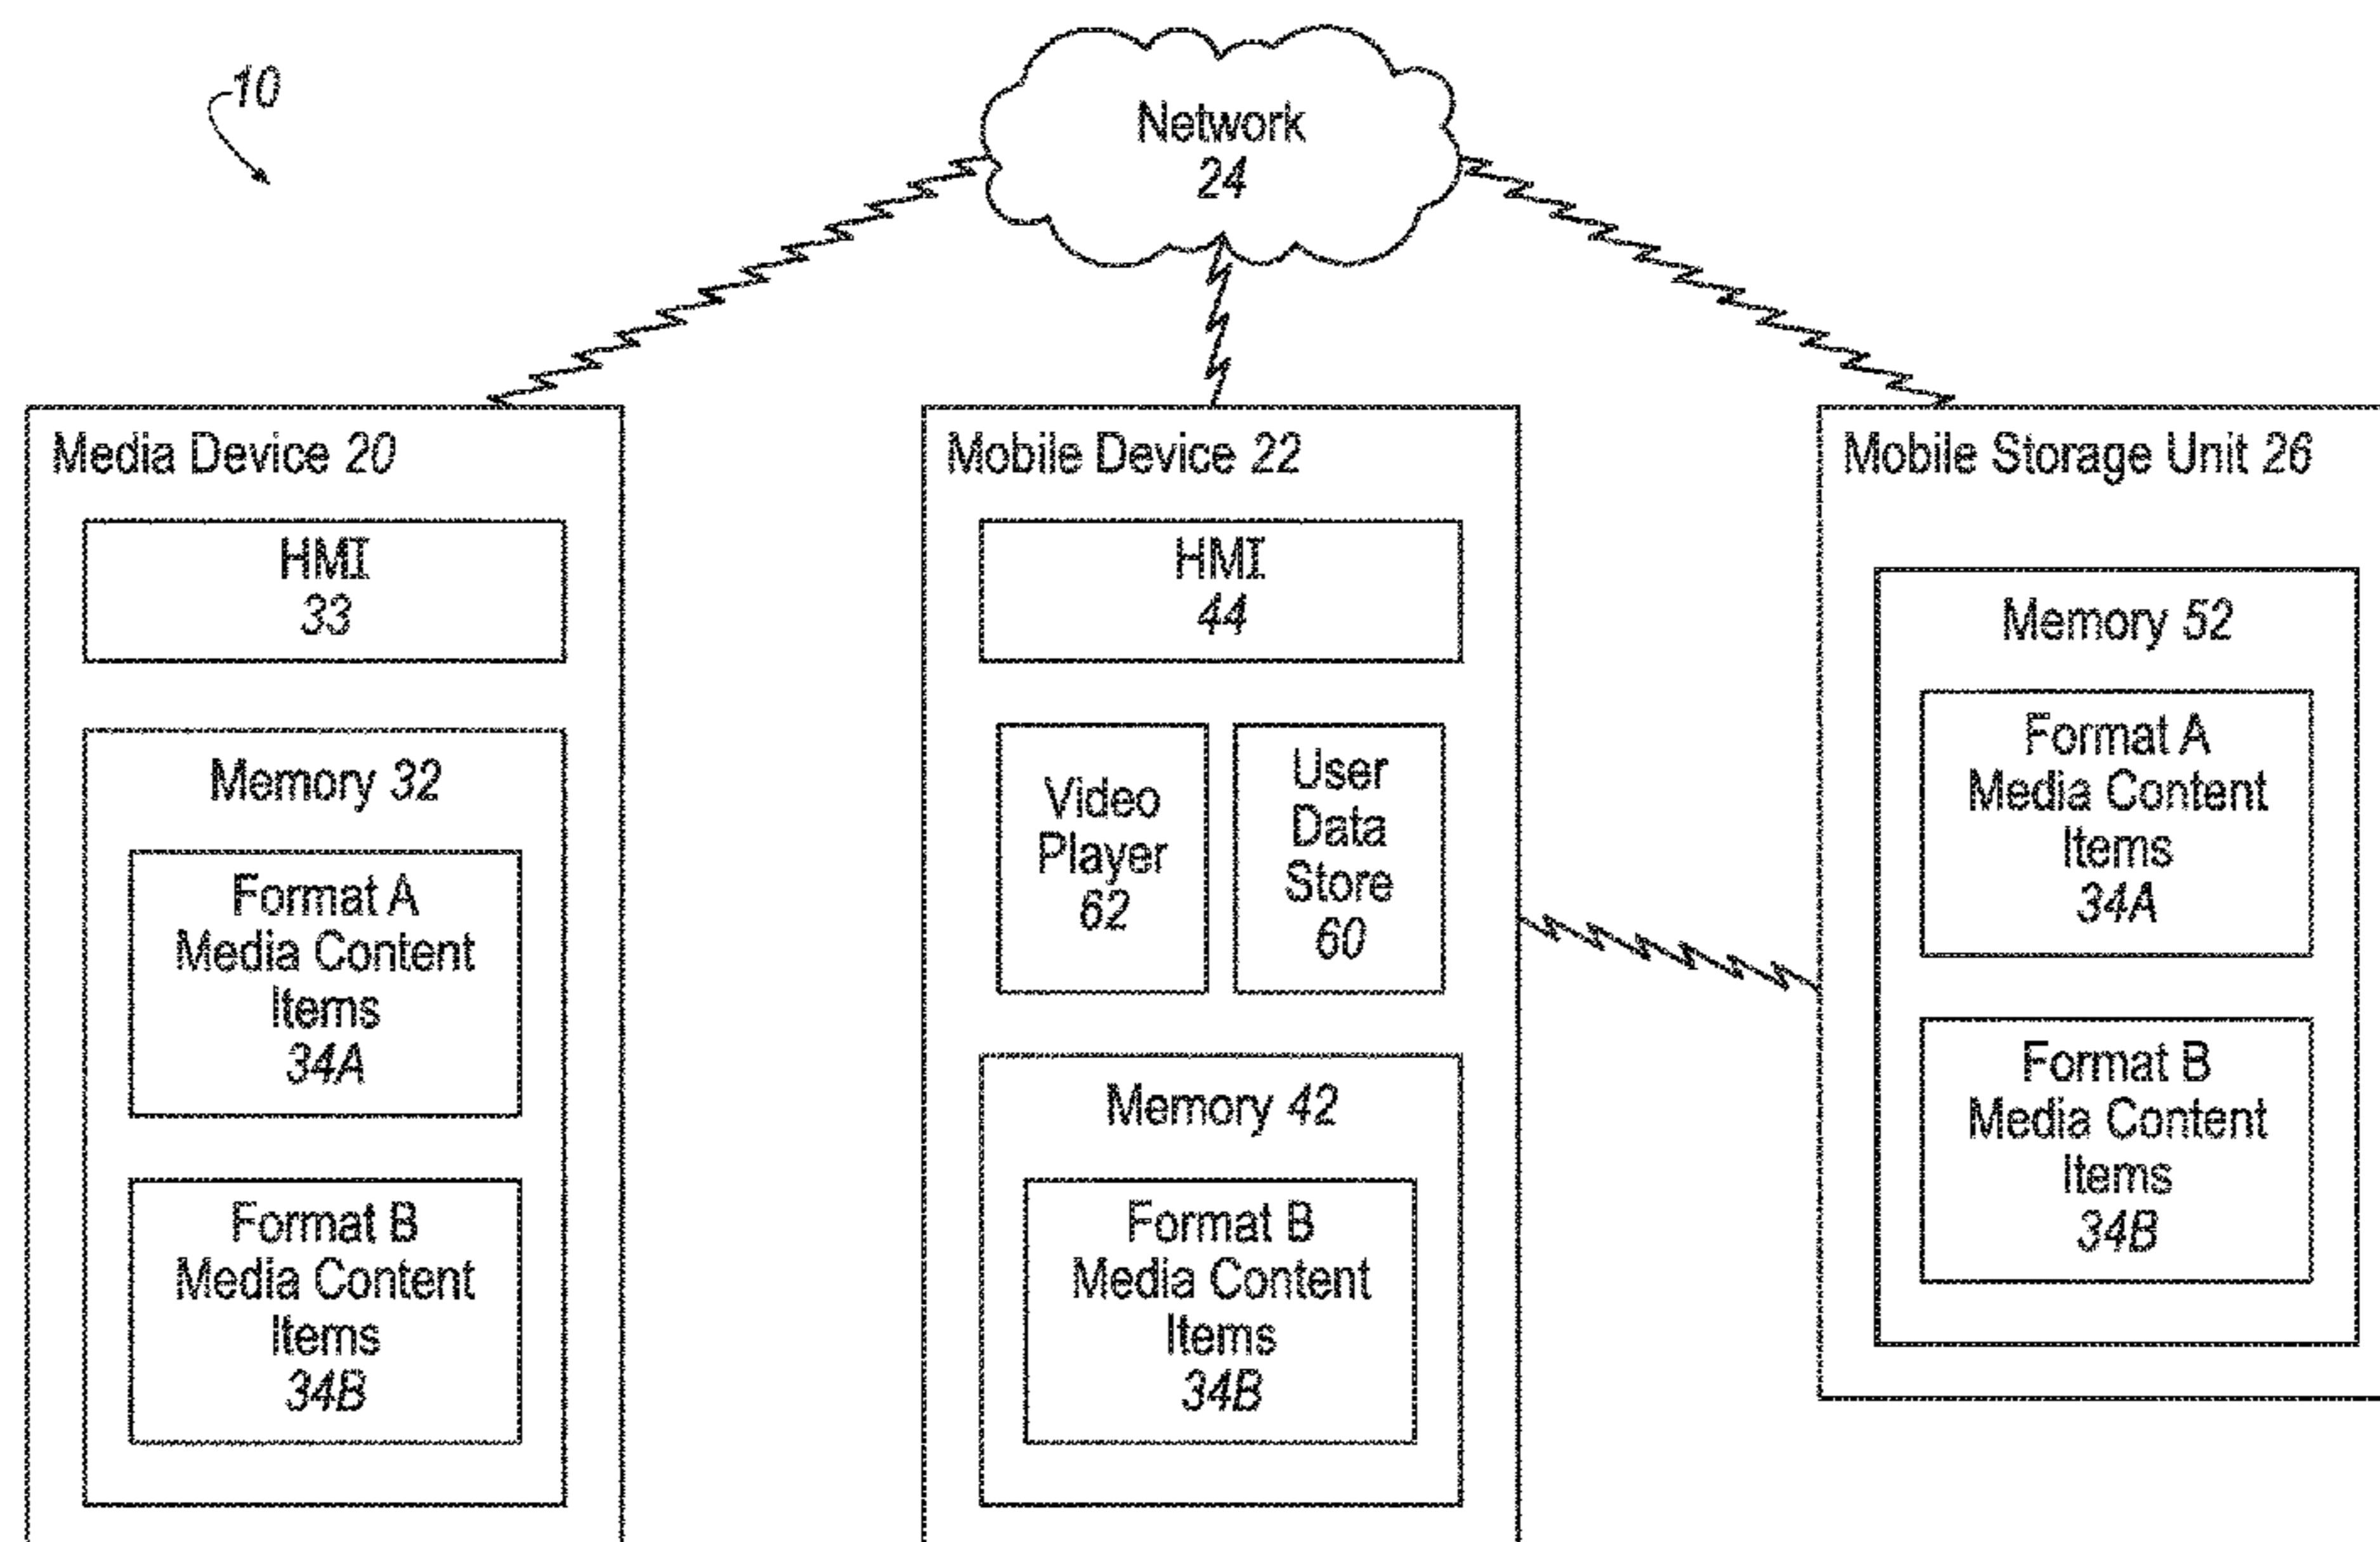 10
Network
24
Media Device 20
HMI
33
Memory 32
Format A
Media Content
Items
34A
Format B
Media Content
Items
34B
Mobile Device 22
HMI
44
Video
Player
62
User
Data
Store
60
Memory 42
Format B
Media Content
Items
34B
Mobile Storage Unit 26
Memory 52
Format A
Media Content
Items
34A
Format B
Media Content
Items
34B